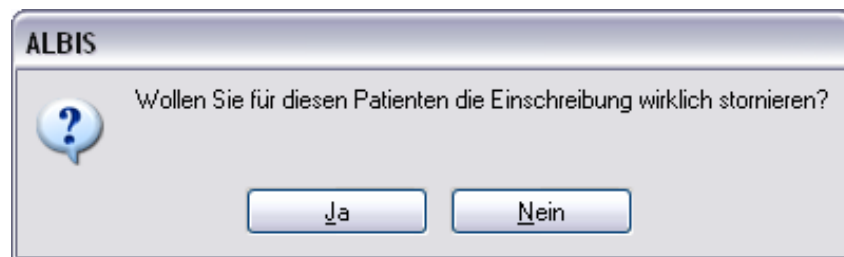 ALBIS
Wollen Sie für diesen Patienten die Einschreibung wirklich stornieren?
Ja
Nein